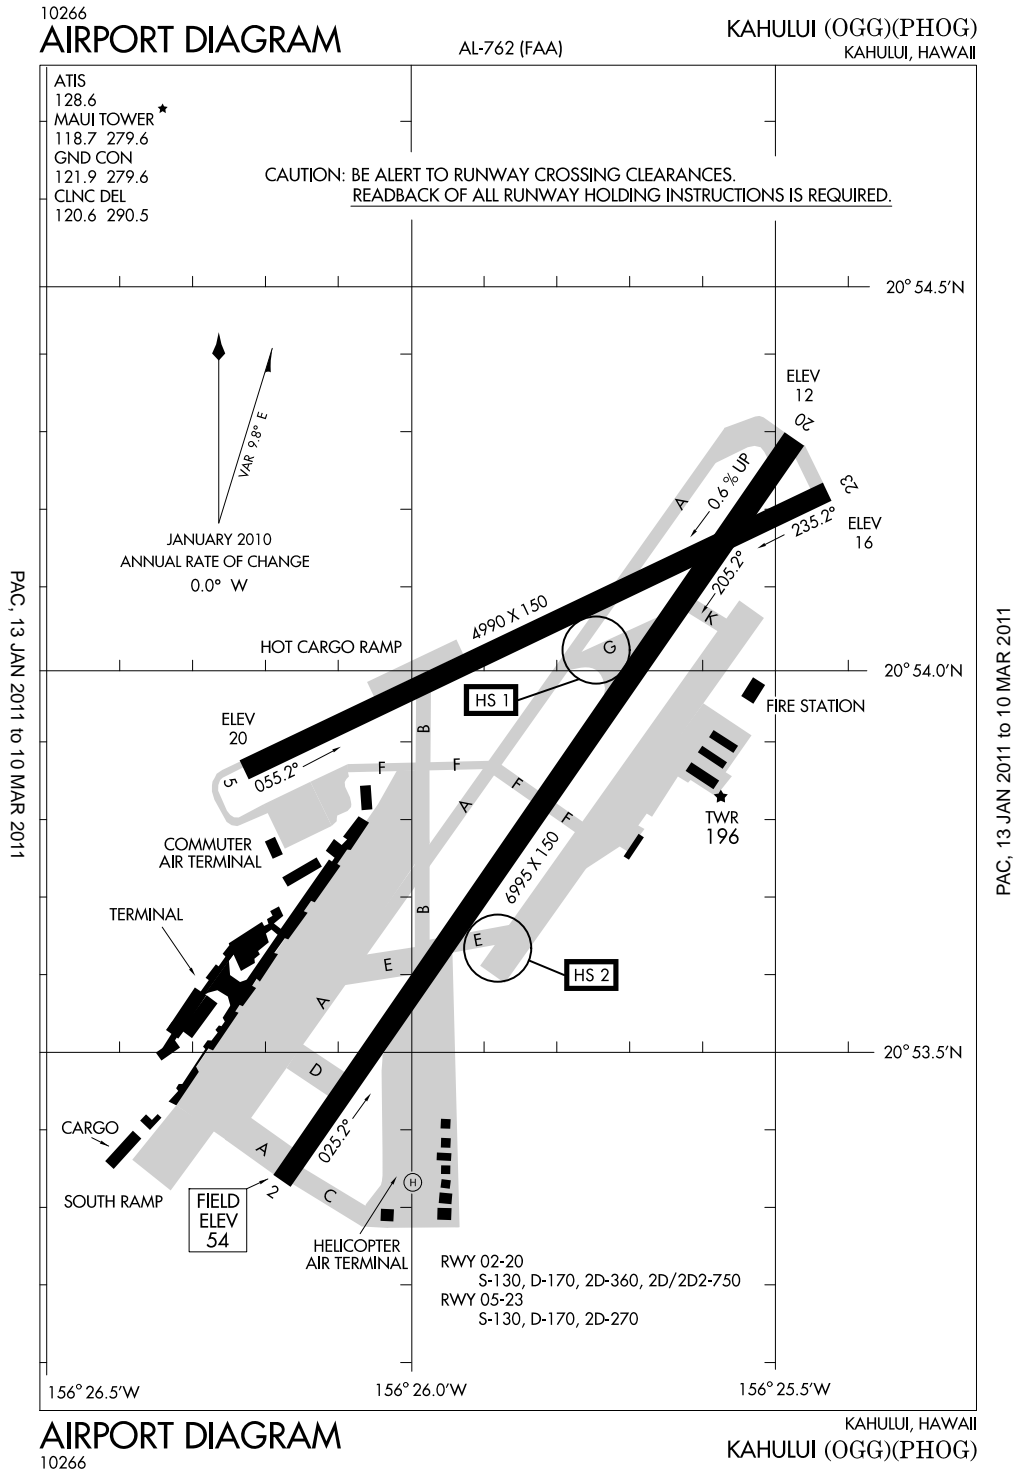 10266
AIRPORT DIAGRAM
AL-762 (FAA)
KAHULUI (OGG)(PHOG)
KAHULUI, HAWAII
ATIS
128.6
MAUI TOWER
118.7 279.6
GND CON
121.9 279.6
CLNC DEL
120.6 290.5
CAUTION: BE ALERT TO RUNWAY CROSSING CLEARANCES.
READBACK OF ALL RUNWAY HOLDING INSTRUCTIONS IS REQUIRED.
20° 54.5'N
VAR 9.8° E
JANUARY 2010
ANNUAL RATE OF CHANGE
0.0° W
ELEV
12
20
23
0.6 % UP
A
235.2°
ELEV
16
205.2°
K
4990 X 150
G
HOT CARGO RAMP
20° 54.0'N
HS 1
FIRE STATION
ELEV
20
B
5
055.2°
F
F
F
F
A
TWR
196
COMMUTER
AIR TERMINAL
6995 X 150
TERMINAL
B
E
E
HS 2
A
20° 53.5'N
D
CARGO
025.2°
A
2
C
H
SOUTH RAMP
FIELD
ELEV
54
HELICOPTER
AIR TERMINAL
RWY 02-20
S-130, D-170, 2D-360, 2D/2D2-750
RWY 05-23
S-130, D-170, 2D-270
156° 26.5'W
156° 26.0'W
156° 25.5'W
PAC, 13 JAN 2011 to 10 MAR 2011
PAC, 13 JAN 2011 to 10 MAR 2011
AIRPORT DIAGRAM
10266
KAHULUI, HAWAII
KAHULUI (OGG)(PHOG)